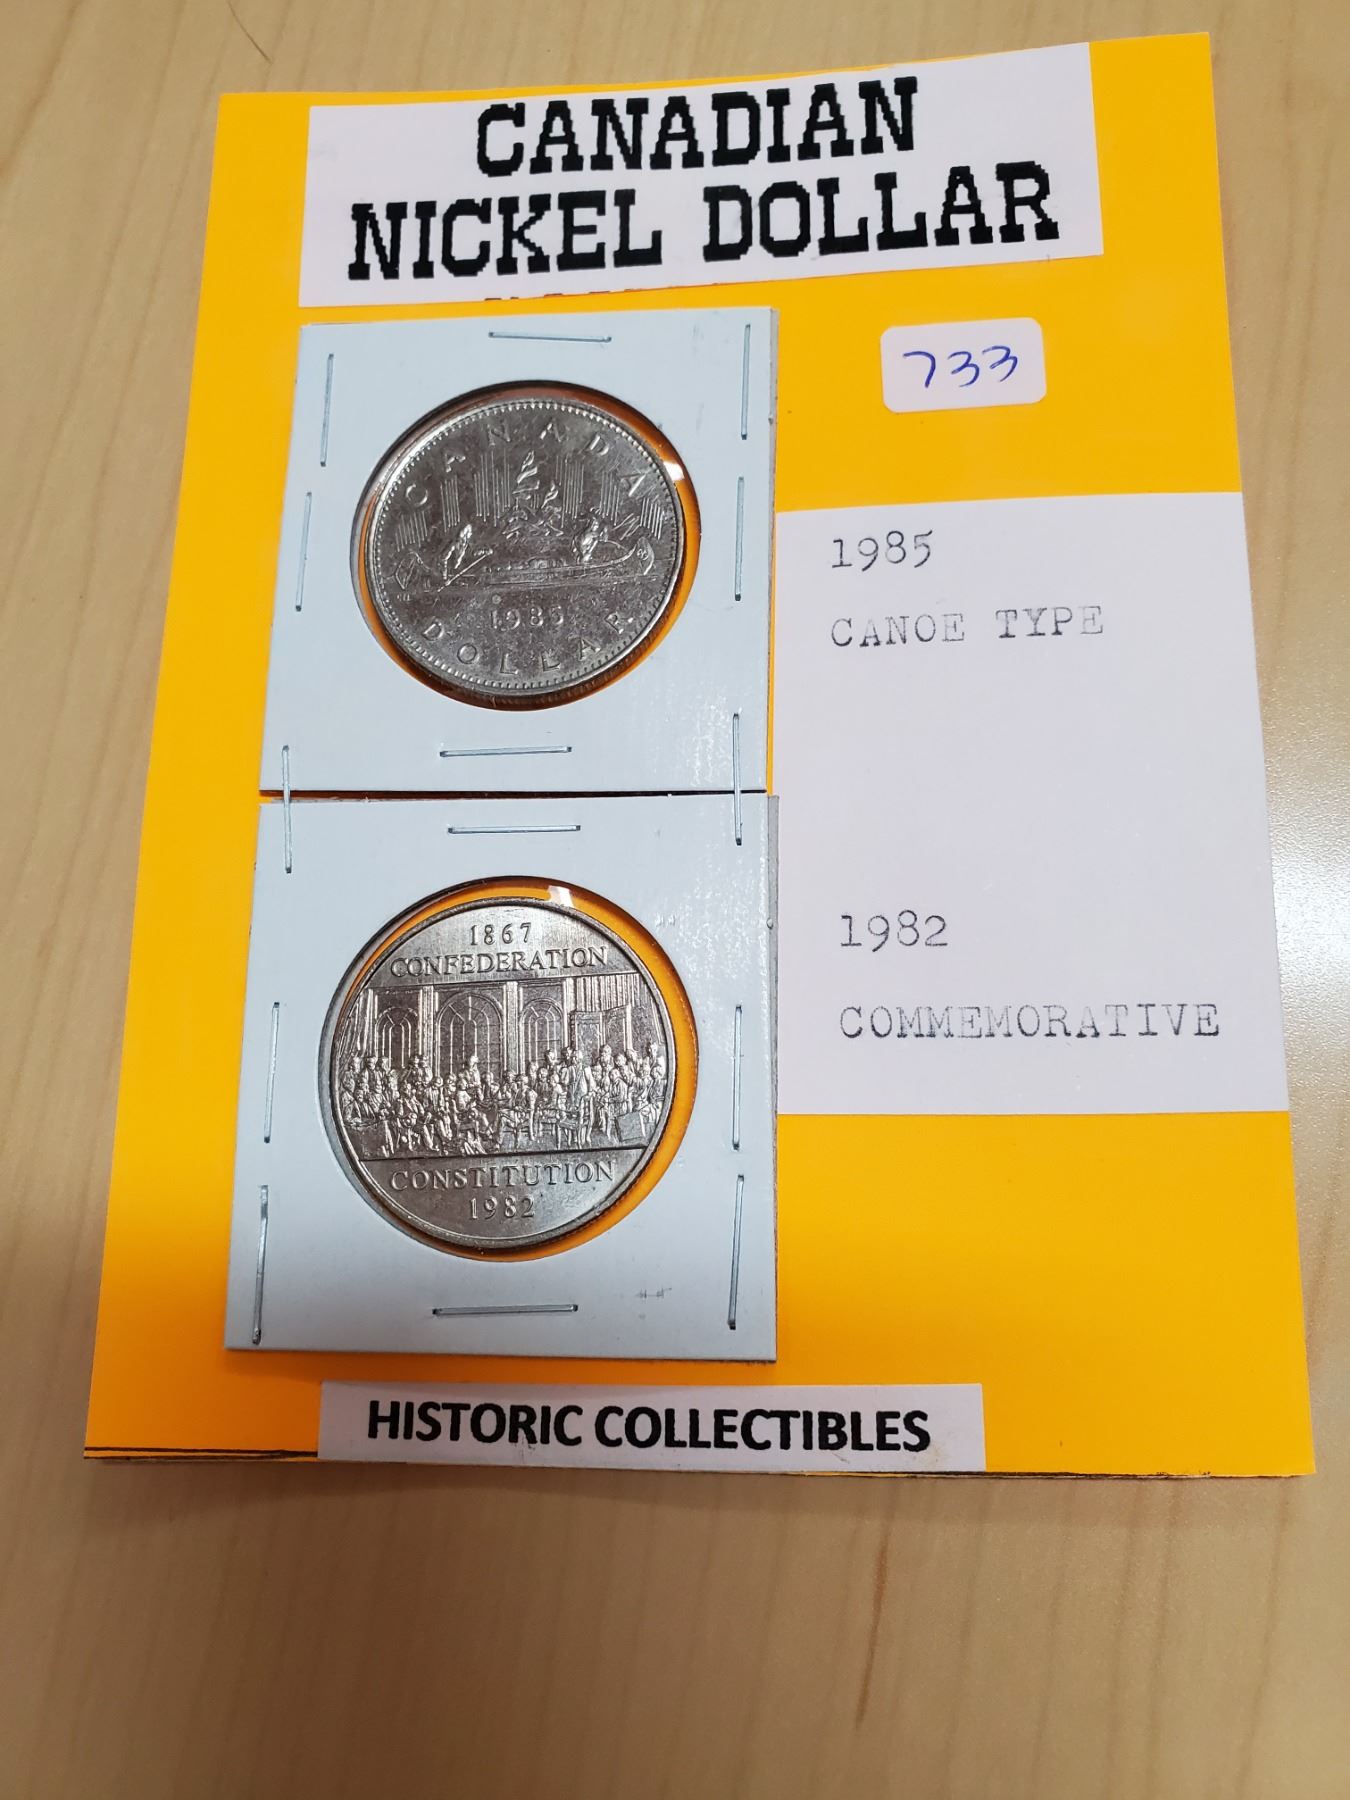 CANADIAN
NICKEL DOLLAR
733
CANADA
1985
DOLLAR
1985
CANOE TYPE
1867
CONFEDERATION
CONSTITUTION
1982
1982
COMMEMORATIVE
HISTORIC COLLECTIBLES